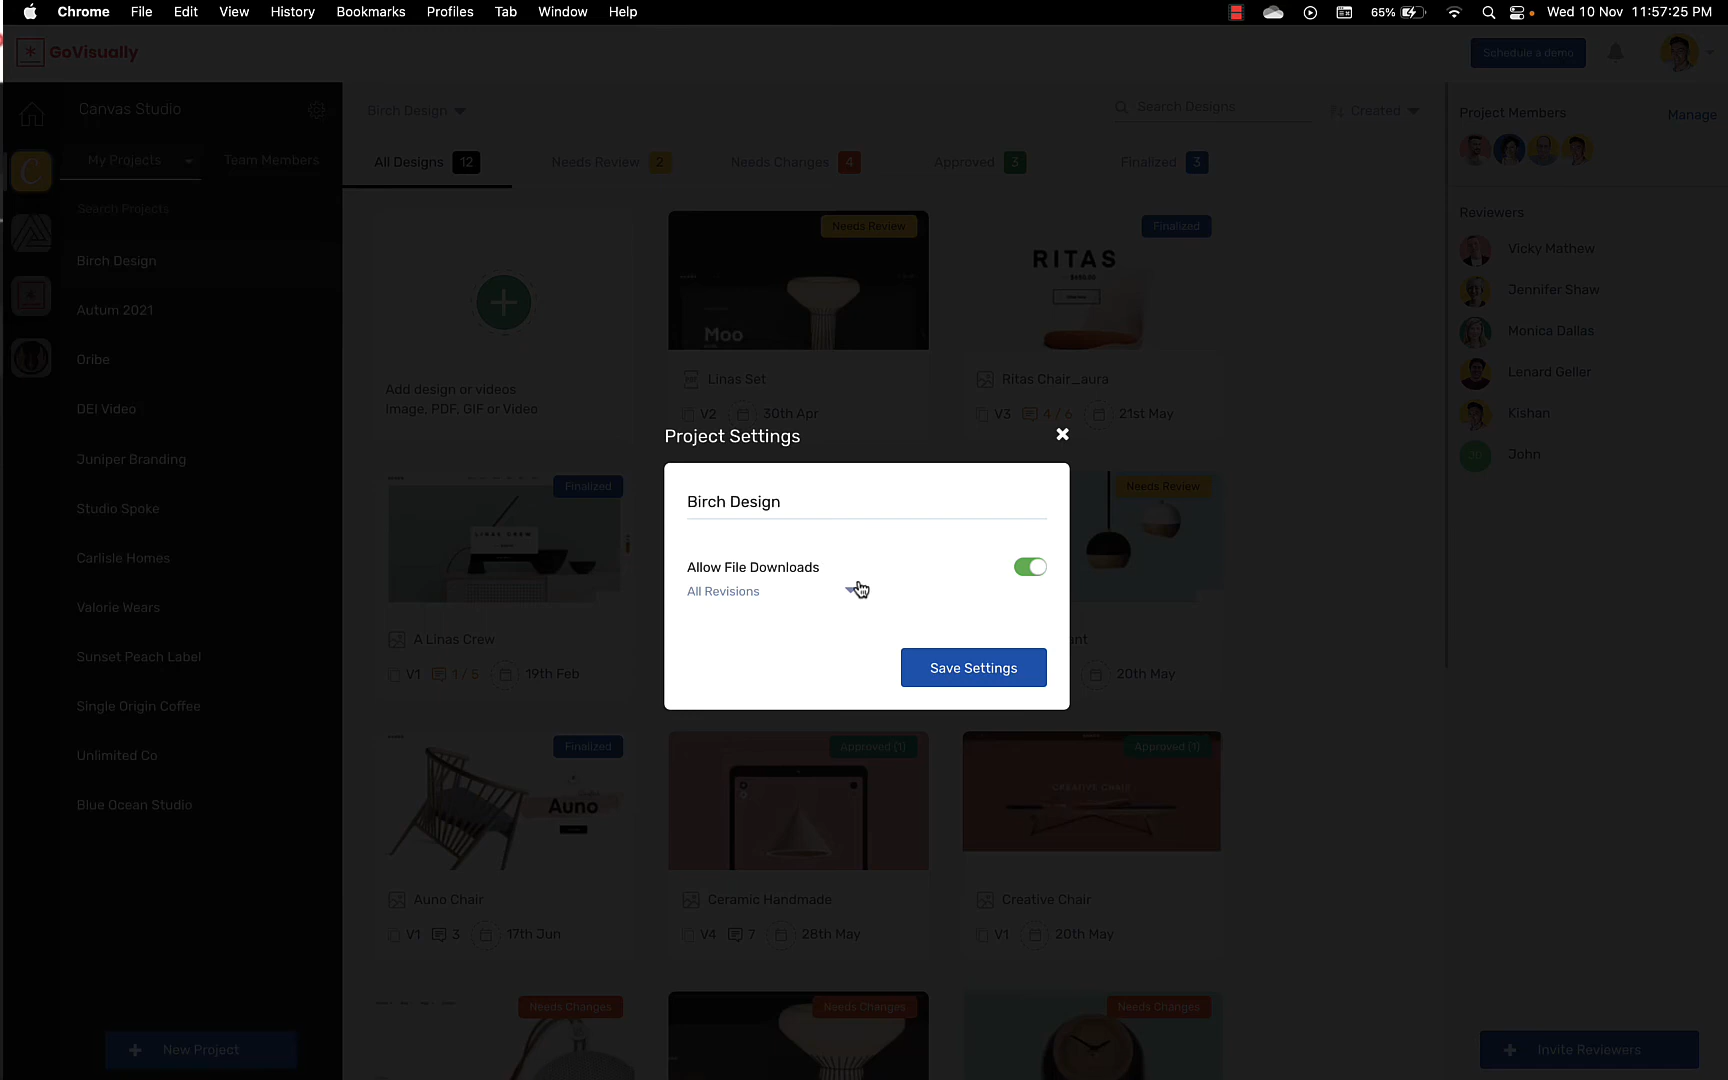 Chrome File Edit View History Bookmarks Profiles Tab Window Help 65% Wed 10 Nov 11:57:25 PM
GoVisually Schedule a demo
Canvas Studio
My Projects Team Members
Search Projects
Birch Design
Autum 2021
Oribe
DEI Video
Juniper Branding
Studio Spoke
Carlisle Homes
Valorie Wears
Sunset Peach Label
Single Origin Coffee
Unlimited Co
Blue Ocean Studio
+ New Project
Birch Design Search Designs Created
All Designs 12 Needs Review 2 Needs Changes 4 Approved 3 Finalized 3
Add design or videos
Image, PDF, GIF or Video
Needs Review
Moo
Linas Set
V2 30th Apr
Finalized
RITAS
Ritas Chair_aura
V3 4 / 6 21st May
Project Settings
Birch Design
Allow File Downloads
All Revisions
Save Settings
Finalized
LINAS CREW
A Linas Crew
V1 1 / 5 19th Feb
Needs Review
20th May
Finalized
Auno
Auno Chair
V1 3 17th Jun
Approved (1)
Ceramic Handmade
V4 7 28th May
Approved (1)
CREATIVE CHAIR
Creative Chair
V1 20th May
Needs Changes
Needs Changes
Needs Changes
Project Members Manage
Reviewers
Vicky Mathew
Jennifer Shaw
Monica Dallas
Lenard Geller
Kishan
John
+ Invite Reviewers